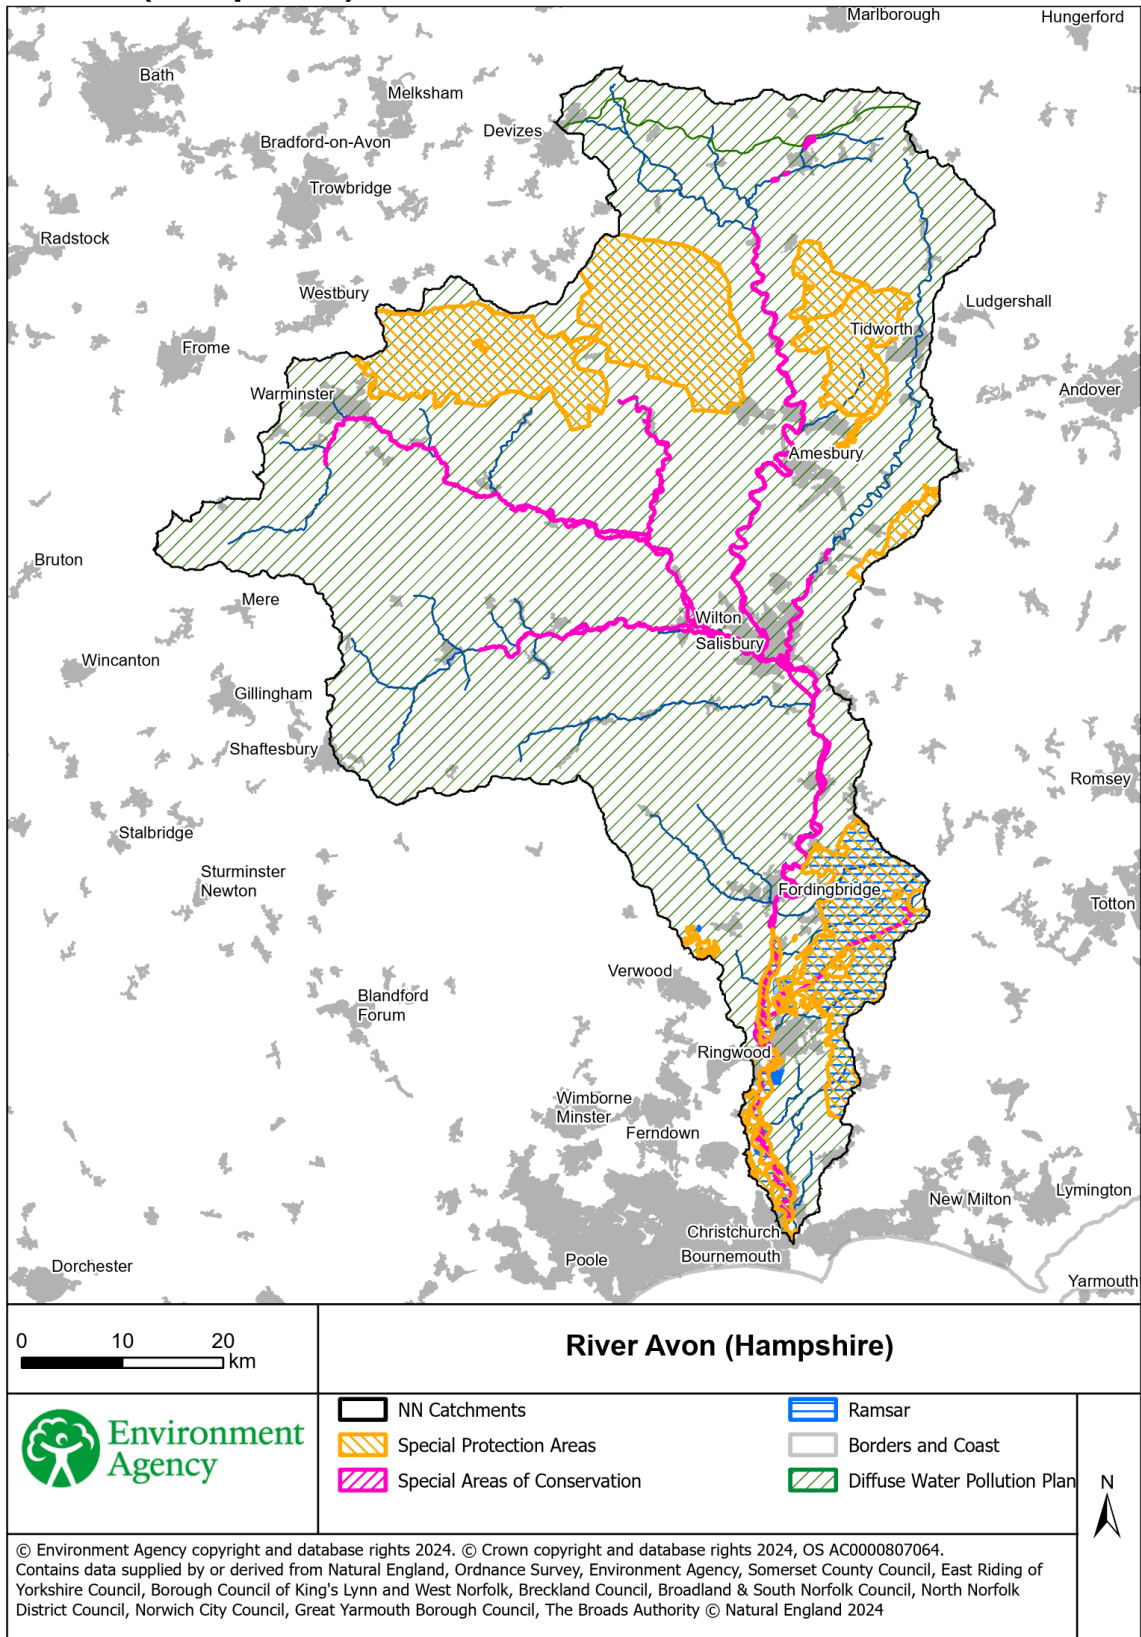 Marlborough
Hungerford
Bath
Melksham
Devizes
Bradford-on-Avon
Trowbridge
Radstock
Westbury
Ludgershall
Tidworth
Frome
Andover
Warminster
Amesbury
Bruton
Mere
Wilton
Salisbury
Wincanton
Gillingham
Shaftesbury
Romsey
Stalbridge
Sturminster
Newton
Fordingbridge
Totton
Verwood
Blandford
Forum
Ringwood
Wimborne
Minster
Ferndown
Lymington
New Milton
Christchurch
Bournemouth
Poole
Dorchester
Yarmouth
0 10 20
km
River Avon (Hampshire)
Environment
Agency
NN Catchments
Special Protection Areas
Special Areas of Conservation
Ramsar
Borders and Coast
Diffuse Water Pollution Plan
N
© Environment Agency copyright and database rights 2024. © Crown copyright and database rights 2024, OS AC0000807064.
Contains data supplied by or derived from Natural England, Ordnance Survey, Environment Agency, Somerset County Council, East Riding of
Yorkshire Council, Borough Council of King's Lynn and West Norfolk, Breckland Council, Broadland & South Norfolk Council, North Norfolk
District Council, Norwich City Council, Great Yarmouth Borough Council, The Broads Authority © Natural England 2024